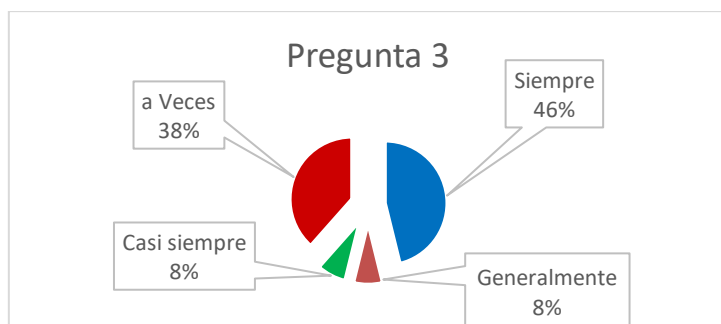 Pregunta 3
Siempre
46%
a Veces
38%
Casi siempre
8%
Generalmente
8%